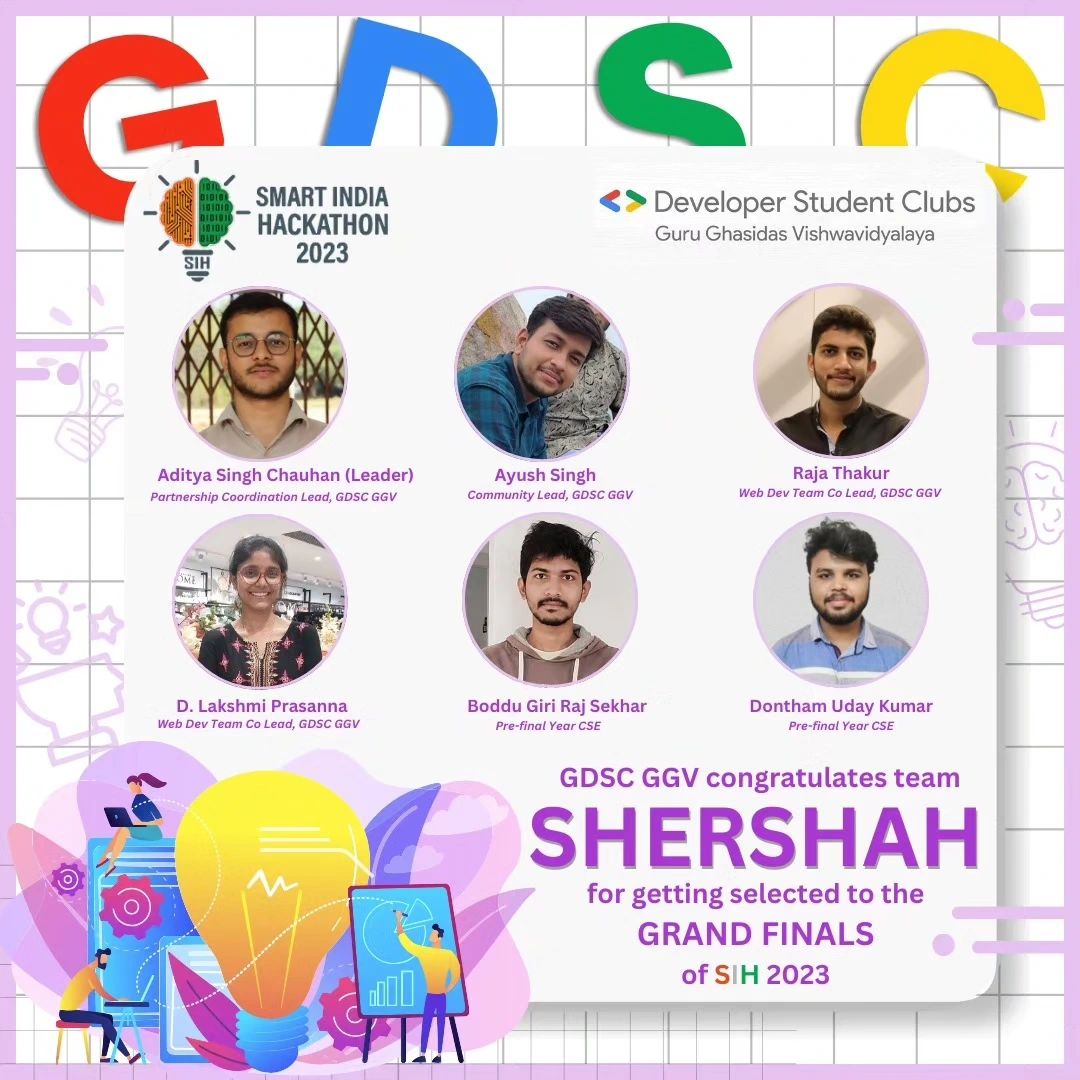 GDSC
SMART INDIA
HACKATHON
2023
SIH
Developer Student Clubs
Guru Ghasidas Vishwavidyalaya
Aditya Singh Chauhan (Leader)
Partnership Coordination Lead, GDSC GGV
Ayush Singh
Community Lead, GDSC GGV
Raja Thakur
Web Dev Team Co Lead, GDSC GGV
D. Lakshmi Prasanna
Web Dev Team Co Lead, GDSC GGV
Boddu Giri Raj Sekhar
Pre-final Year CSE
Dontham Uday Kumar
Pre-final Year CSE
GDSC GGV congratulates team
SHERSHAH
for getting selected to the
GRAND FINALS
of SIH 2023